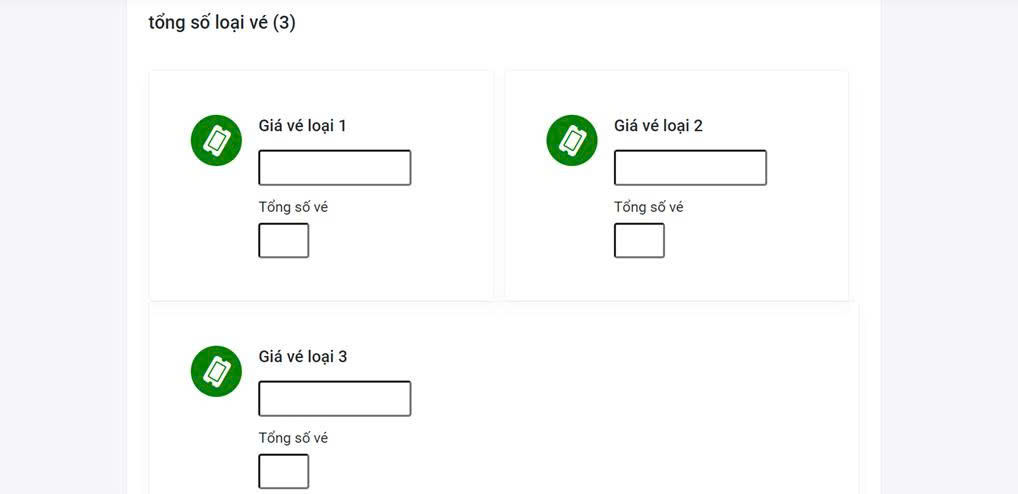 tổng số loại vé (3)
Giá vé loại 1
Tổng số vé
Giá vé loại 2
Tổng số vé
Giá vé loại 3
Tổng số vé